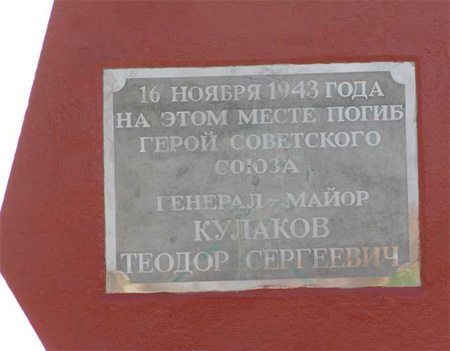 16 НОЯБРЯ 1943 ГОДА
НА ЭТОМ МЕСТЕ ПОГИБ
ГЕРОЙ СОВЕТСКОГО
СОЮЗА
ГЕНЕРАЛ-МАЙОР
КУЛАКОВ
ТЕОДОР СЕРГЕЕВИЧ